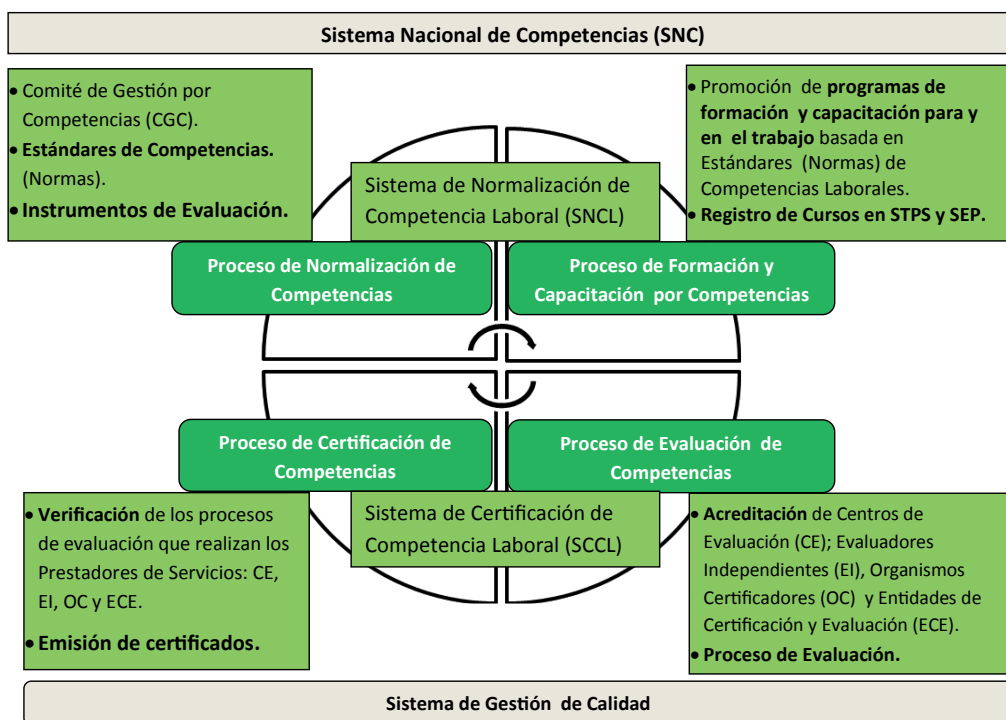 Sistema Nacional de Competencias (SNC)
• Comité de Gestión por
Competencias (CGC).
• Estándares de Competencias.
(Normas).
• Instrumentos de Evaluación.
• Promoción de programas de
formación y capacitación para y
en el trabajo basada en
Estándares (Normas) de
Competencias Laborales.
• Registro de Cursos en STPS y SEP.
Sistema de Normalización de
Competencia Laboral (SNCL)
Proceso de Normalización de
Competencias
Proceso de Formación y
Capacitación por Competencias
Proceso de Certificación de
Competencias
Proceso de Evaluación de
Competencias
Sistema de Certificación de
Competencia Laboral (SCCL)
• Verificación de los procesos
de evaluación que realizan los
Prestadores de Servicios: CE,
EI, OC y ECE.
• Emisión de certificados.
• Acreditación de Centros de
Evaluación (CE); Evaluadores
Independientes (EI), Organismos
Certificadores (OC) y Entidades de
Certificación y Evaluación (ECE).
• Proceso de Evaluación.
Sistema de Gestión de Calidad